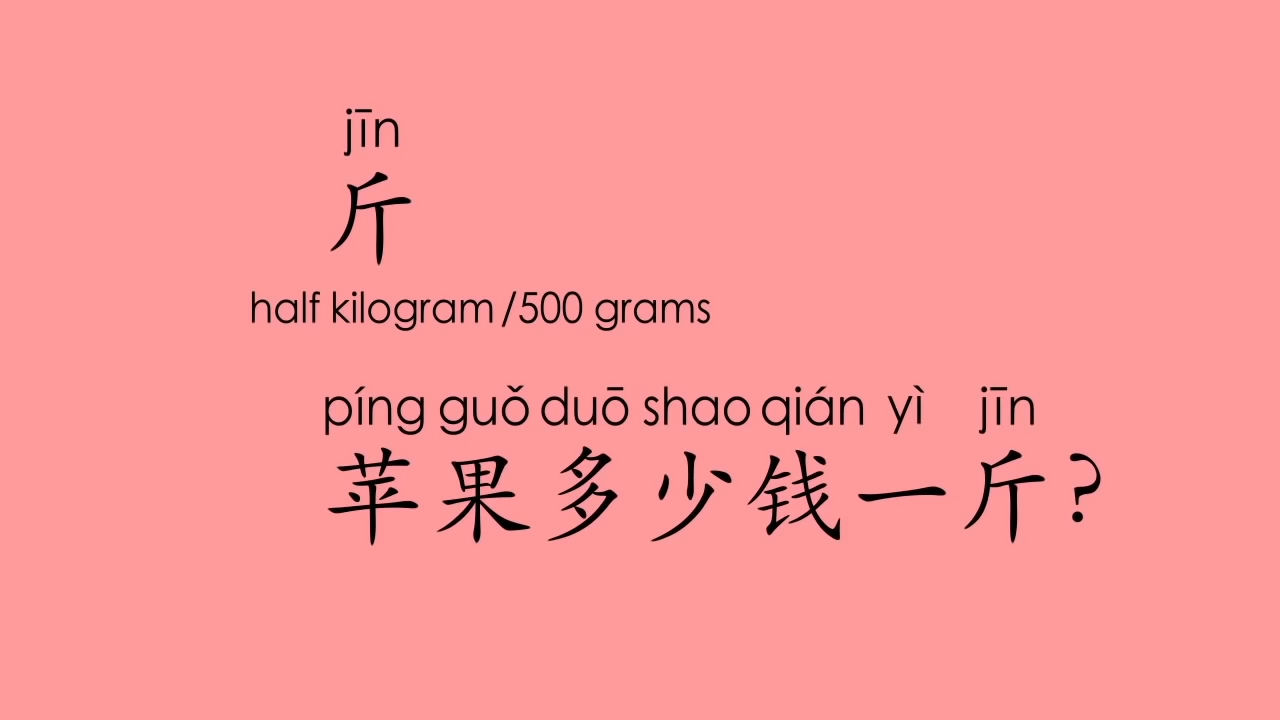 jīn
斤
half kilogram/500 grams
píng guǒ duō shao qián yì jīn
苹果多少钱一斤?